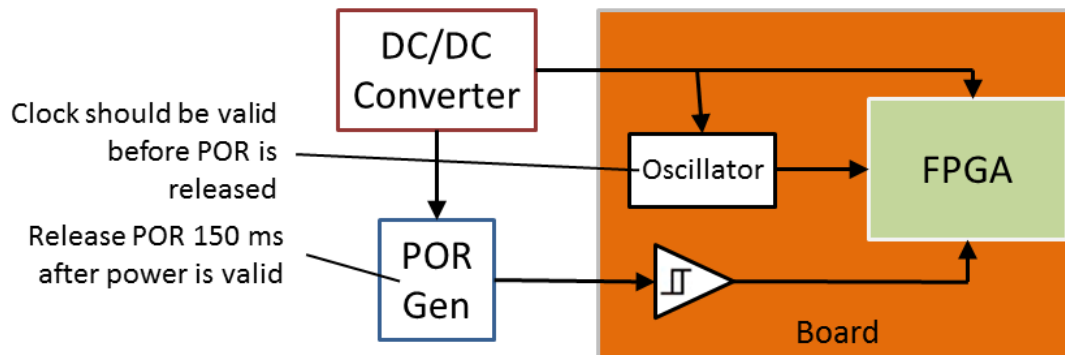 DC/DC
Converter
Clock should be valid
before POR is
released
Oscillator
FPGA
Release POR 150 ms
after power is valid
POR
Gen
Board